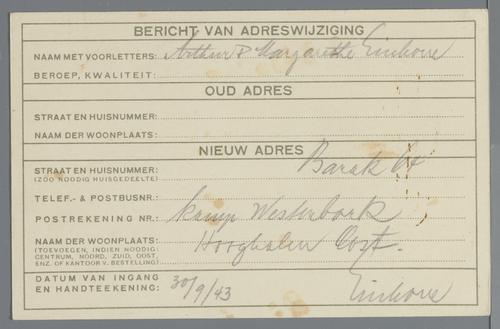 BERICHT VAN ADRESWIJZIGING
NAAM MET VOORLETTERS: Arthur & Margarethe Einhorn
BEROEP, KWALITEIT:
OUD ADRES
STRAAT EN HUISNUMMER:
NAAM DER WOONPLAATS:
NIEUW ADRES
STRAAT EN HUISNUMMER: Barak 64
(ZOO NOODIG HUISGEDEELTE)
TELEF.- & POSTBUSNR.:
POSTREKENING NR.: kamp Westerbork
NAAM DER WOONPLAATS: Hooghalen Oost.
(TOEVOEGEN, INDIEN NOODIG:
CENTRUM, NOORD, ZUID, OOST,
ENZ. OF KANTOOR V. BESTELLING)
DATUM VAN INGANG
EN HANDTEEKENING: 30/9/43 Einhorn